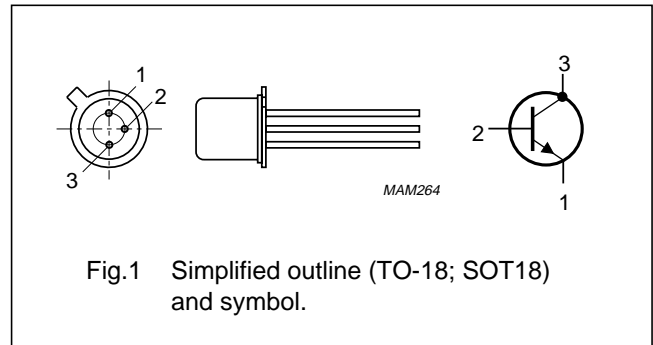 1
2
3
MAM264
3
2
1
Fig.1 Simplified outline (TO-18; SOT18)
and symbol.